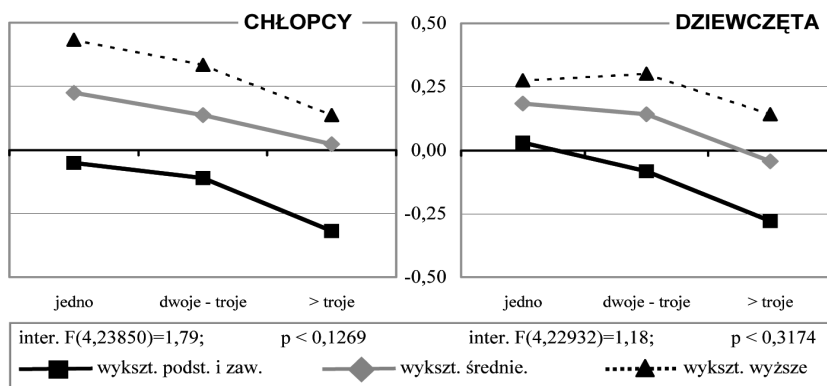 CHŁOPCY
DZIEWCZĘTA
0,50
0,25
0,00
-0,25
-0,50
jedno dwoje - troje > troje
jedno dwoje - troje > troje
inter. F(4,23850)=1,79; p < 0,1269 inter. F(4,22932)=1,18; p < 0,3174
wykszt. podst. i zaw. wykszt. średnie. wykszt. wyższe